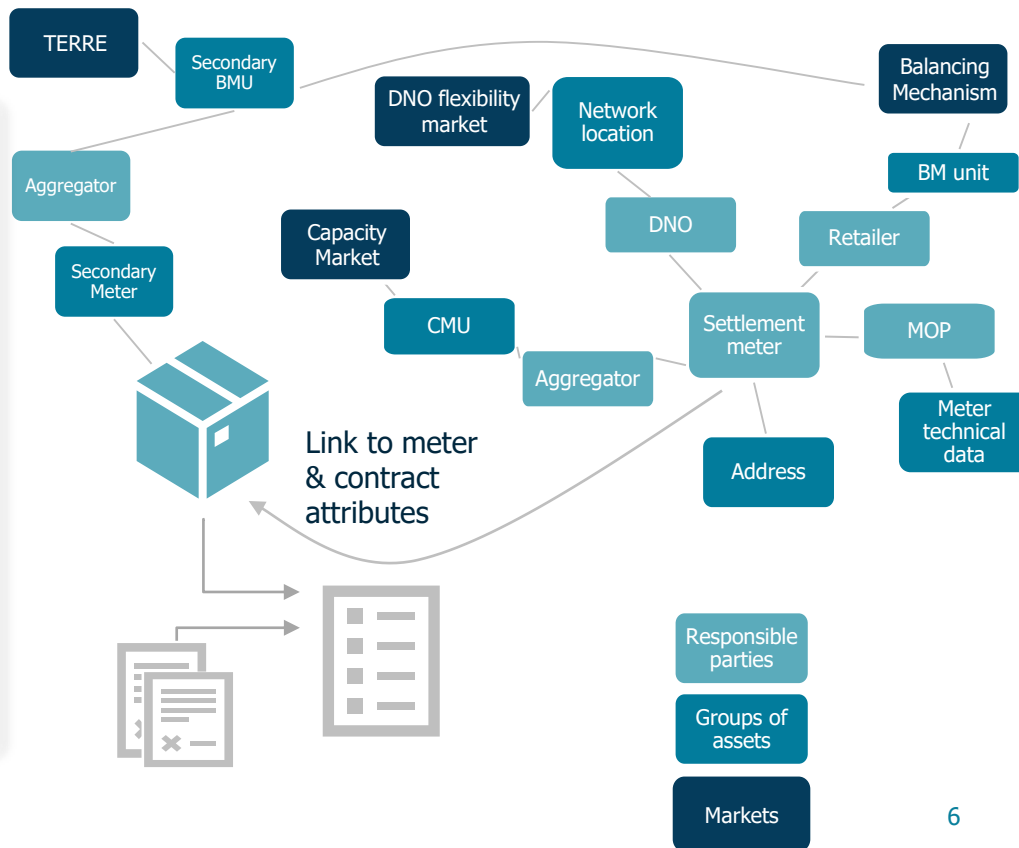 TERRE
Secondary
BMU
Balancing
Mechanism
DNO flexibility
market
Network
location
Aggregator
BM unit
DNO
Retailer
Capacity
Market
Secondary
Meter
CMU
Settlement
meter
MOP
Aggregator
Meter
technical
data
Link to meter
& contract
attributes
Address
Responsible
parties
Groups of
assets
Markets
6